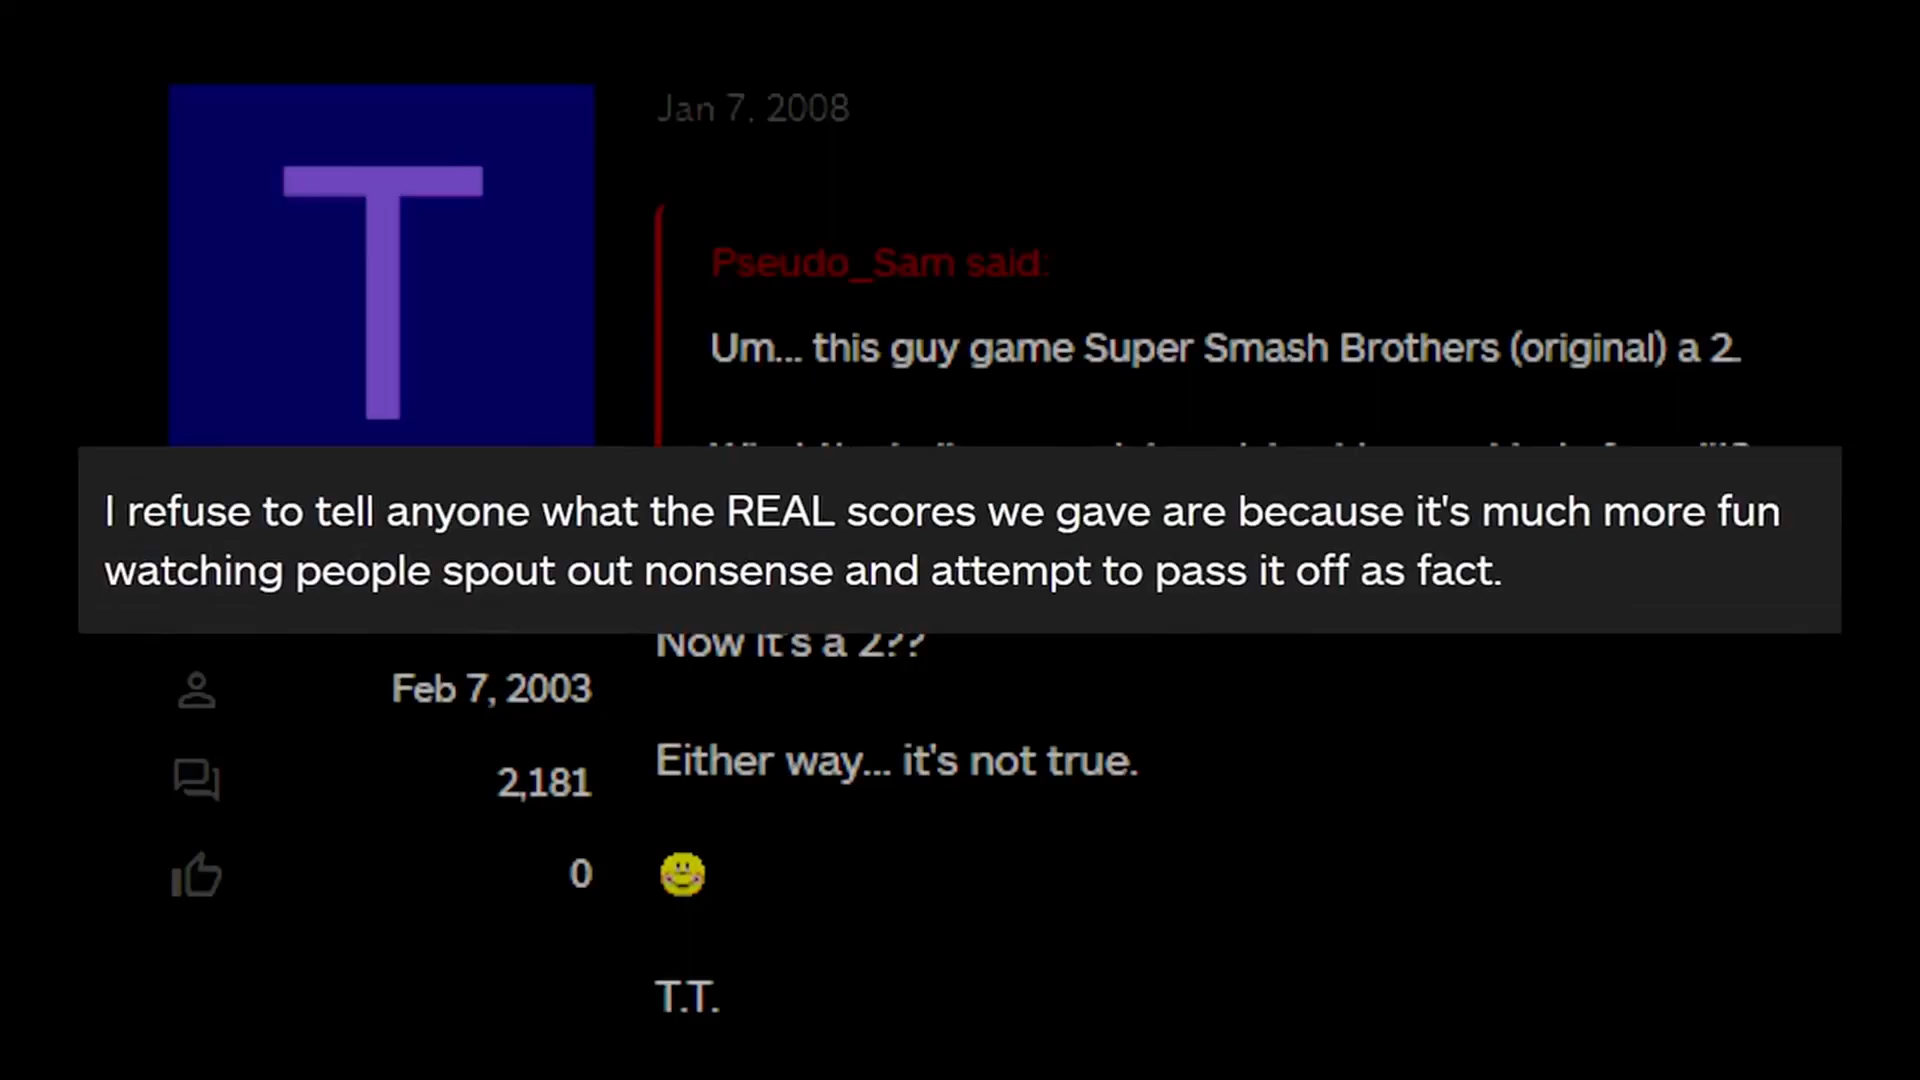 T
Jan 7, 2008
Pseudo_Sam said:
Um... this guy game Super Smash Brothers (original) a 2.
I refuse to tell anyone what the REAL scores we gave are because it's much more fun
watching people spout out nonsense and attempt to pass it off as fact.
Now it's a 2??
Feb 7, 2003
2,181
Either way... it's not true.
0
T.T.